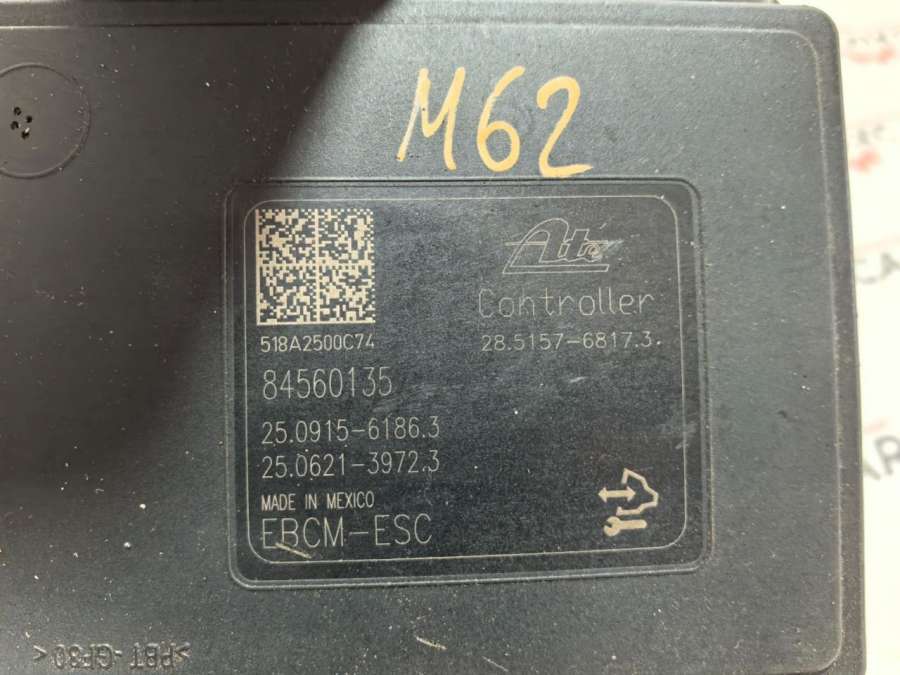 M62
Ate
Controller
518A2500C74
28.5157-6817.3.
84560135
25.0915-6186.3
25.0621-3972.3
MADE IN MEXICO
EBCM-ESC
>PBT-GF30<